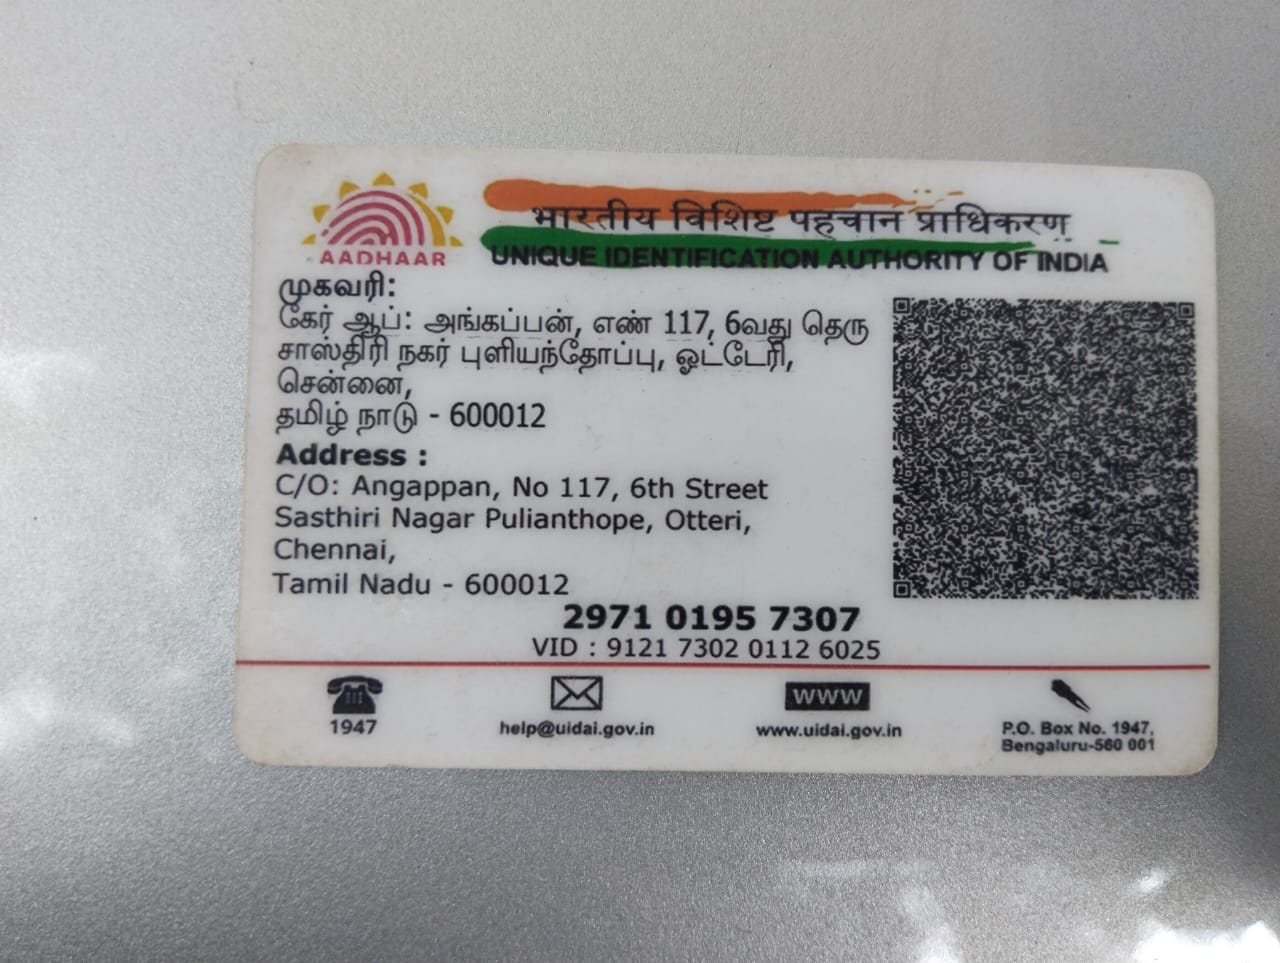 AADHAAR
भारतीय विशिष्ट पहचान प्राधिकरण
UNIQUE IDENTIFICATION AUTHORITY OF INDIA
முகவரி:
கேர் ஆப்: அங்கப்பன், எண் 117, 6வது தெரு
சாஸ்திரி நகர் புளியந்தோப்பு, ஓட்டேரி,
சென்னை,
தமிழ் நாடு - 600012
Address :
C/O: Angappan, No 117, 6th Street
Sasthiri Nagar Pulianthope, Otteri,
Chennai,
Tamil Nadu - 600012
2971 0195 7307
VID : 9121 7302 0112 6025
1947
help@uidai.gov.in
www
www.uidai.gov.in
P.O. Box No. 1947,
Bengaluru-560 001